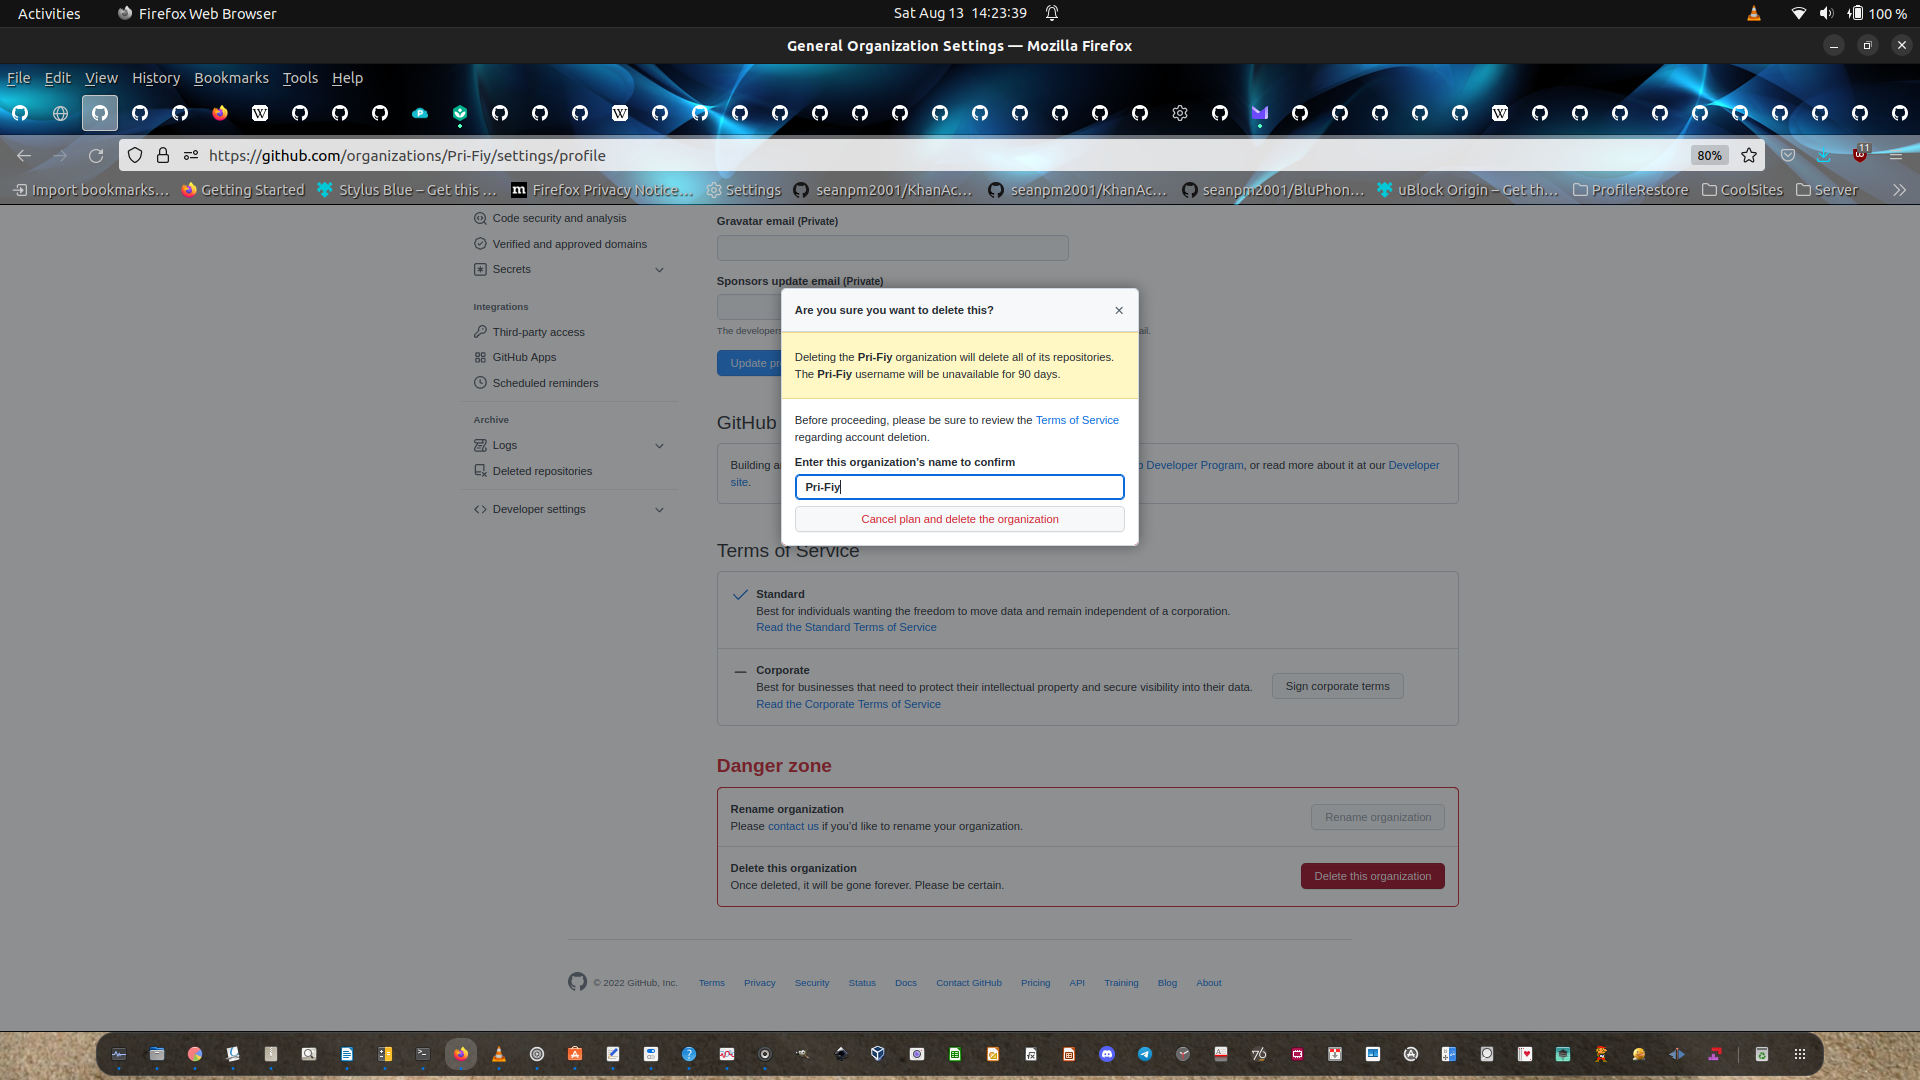 Activities
Firefox Web Browser
Sat Aug 13 14:23:39
100 %
General Organization Settings — Mozilla Firefox
File Edit View History Bookmarks Tools Help
https://github.com/organizations/Pri-Fiy/settings/profile
80%
11
Import bookmarks...
Getting Started
Stylus Blue – Get this ...
Firefox Privacy Notice...
Settings
seanpm2001/KhanAc...
seanpm2001/KhanAc...
seanpm2001/BluPhon...
uBlock Origin – Get th...
ProfileRestore
CoolSites
Server
Code security and analysis
Verified and approved domains
Secrets
Integrations
Third-party access
GitHub Apps
Scheduled reminders
Archive
Logs
Deleted repositories
Developer settings
Gravatar email (Private)
Sponsors update email (Private)
The developer
ail.
Update pr
GitHub
Building a
Developer Program, or read more about it at our Developer
site.
Are you sure you want to delete this?
Deleting the Pri-Fiy organization will delete all of its repositories.
The Pri-Fiy username will be unavailable for 90 days.
Before proceeding, please be sure to review the Terms of Service
regarding account deletion.
Enter this organization's name to confirm
Pri-Fiy
Cancel plan and delete the organization
Terms of Service
Standard
Best for individuals wanting the freedom to move data and remain independent of a corporation.
Read the Standard Terms of Service
Corporate
Best for businesses that need to protect their intellectual property and secure visibility into their data.
Read the Corporate Terms of Service
Sign corporate terms
Danger zone
Rename organization
Please contact us if you'd like to rename your organization.
Rename organization
Delete this organization
Once deleted, it will be gone forever. Please be certain.
Delete this organization
© 2022 GitHub, Inc.
Terms
Privacy
Security
Status
Docs
Contact GitHub
Pricing
API
Training
Blog
About